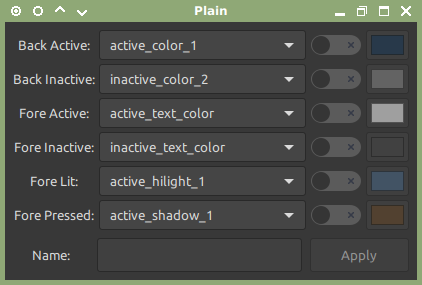 Plain
Back Active: active_color_1
Back Inactive: inactive_color_2
Fore Active: active_text_color
Fore Inactive: inactive_text_color
Fore Lit: active_hilight_1
Fore Pressed: active_shadow_1
Name: Apply